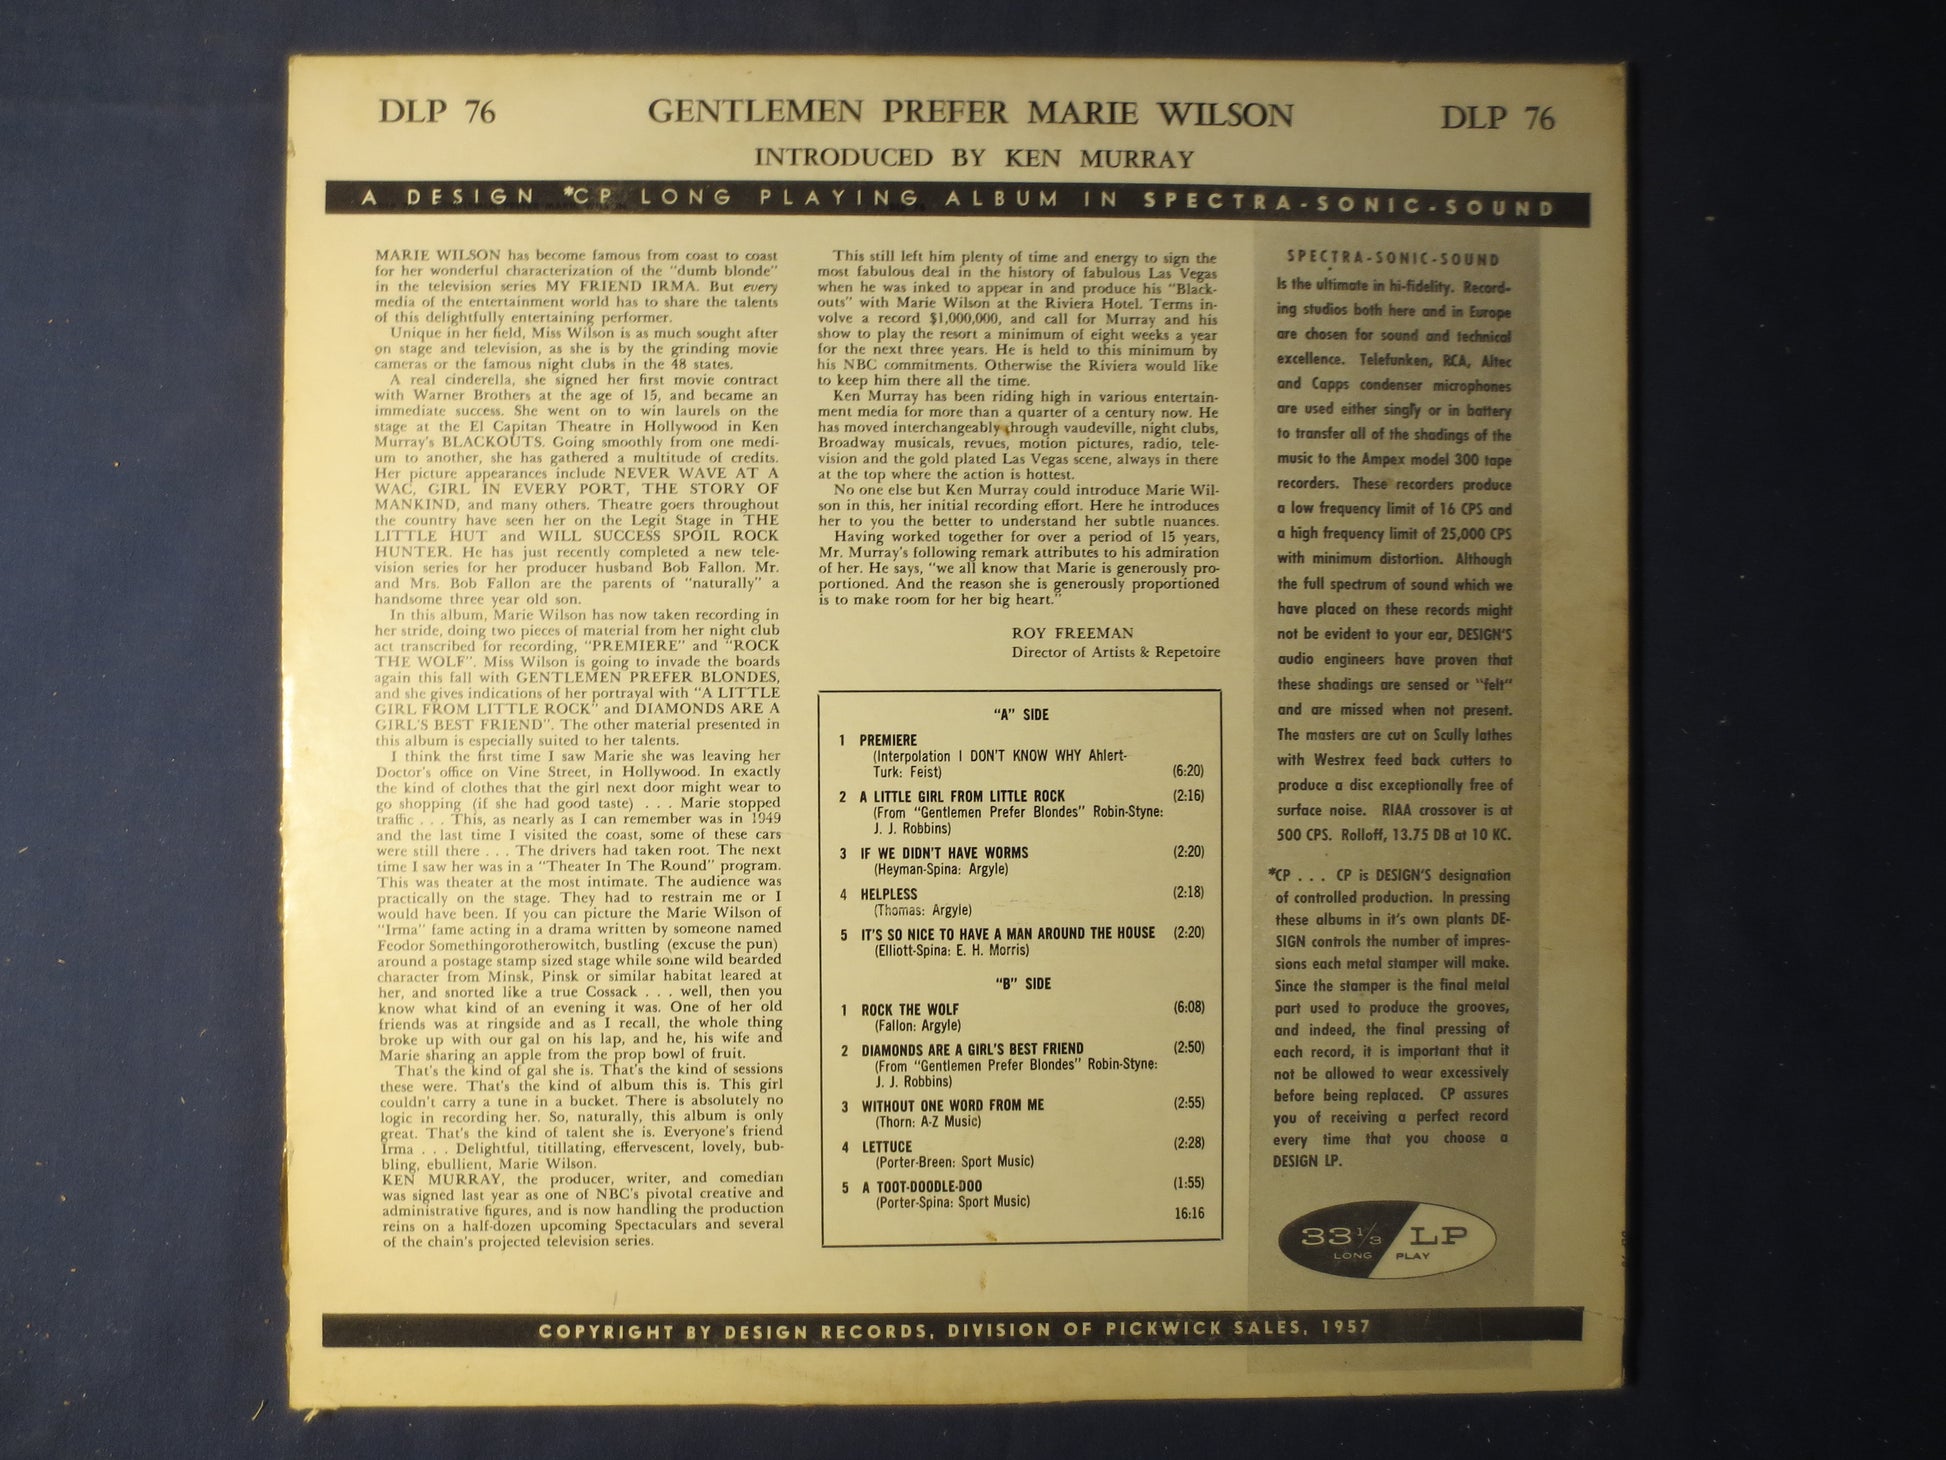 DLP 76 GENTLEMEN PREFER MARIE WILSON DLP 76
INTRODUCED BY KEN MURRAY
A DESIGN *CP LONG PLAYING ALBUM IN SPECTRA-SONIC-SOUND
MARIE WILSON has become famous from coast to coast
for her wonderful characterization of the "dumb blonde"
in the television series MY FRIEND IRMA. But every
media of the entertainment world has to share the talents
of this delightfully entertaining performer.
Unique in her field, Miss Wilson is as much sought after
on stage and television, as she is by the grinding movie
cameras or the famous night clubs in the 48 states.
A real cinderella, she signed her first movie contract
with Warner Brothers at the age of 15, and became an
immediate success. She went on to win laurels on the
stage at the El Capitan Theatre in Hollywood in Ken
Murray's BLACKOUTS. Going smoothly from one medi-
um to another, she has gathered a multitude of credits.
Her picture appearances include NEVER WAVE AT A
WAC, GIRL IN EVERY PORT, THE STORY OF
MANKIND, and many others. Theatre goers throughout
the country have seen her on the Legit Stage in THE
LITTLE HUT and WILL SUCCESS SPOIL ROCK
HUNTER. He has just recently completed a new tele-
vision series for her producer husband Bob Fallon. Mr.
and Mrs. Bob Fallon are the parents of "naturally" a
handsome three year old son.
In this album, Marie Wilson has now taken recording in
her stride, doing two pieces of material from her night club
act transcribed for recording, "PREMIERE" and "ROCK
THE WOLF". Miss Wilson is going to invade the boards
again this fall with GENTLEMEN PREFER BLONDES,
and she gives indications of her portrayal with "A LITTLE
GIRL FROM LITTLE ROCK" and DIAMONDS ARE A
GIRL'S BEST FRIEND". The other material presented in
this album is especially suited to her talents.
I think the first time I saw Marie she was leaving her
Doctor's office on Vine Street, in Hollywood. In exactly
the kind of clothes that the girl next door might wear to
go shopping (if she had good taste) . . . Marie stopped
traffic . . . This, as nearly as I can remember was in 1949
and the last time I visited the coast, some of these cars
were still there . . . The drivers had taken root. The next
time I saw her was in a "Theater In The Round" program.
This was theater at the most intimate. The audience was
practically on the stage. They had to restrain me or I
would have been. If you can picture the Marie Wilson of
"Irma" fame acting in a drama written by someone named
Feodor Somethingorotherowitch, bustling (excuse the pun)
around a postage stamp sized stage while some wild bearded
character from Minsk, Pinsk or similar habitat leared at
her, and snorted like a true Cossack . . . well, then you
know what kind of an evening it was. One of her old
friends was at ringside and as I recall, the whole thing
broke up with our gal on his lap, and he, his wife and
Marie sharing an apple from the prop bowl of fruit.
That's the kind of gal she is. That's the kind of sessions
these were. That's the kind of album this is. This girl
couldn't carry a tune in a bucket. There is absolutely no
logic in recording her. So, naturally, this album is only
great. That's the kind of talent she is. Everyone's friend
Irma . . . Delightful, titillating, effervescent, lovely, bub-
bling, ebullient, Marie Wilson.
KEN MURRAY, the producer, writer, and comedian
was signed last year as one of NBC's pivotal creative and
administrative figures, and is now handling the production
reins on a half-dozen upcoming Spectaculars and several
of the chain's projected television series.
This still left him plenty of time and energy to sign the
most fabulous deal in the history of fabulous Las Vegas
when he was inked to appear in and produce his "Black-
outs" with Marie Wilson at the Riviera Hotel. Terms in-
volve a record $1,000,000, and call for Murray and his
show to play the resort a minimum of eight weeks a year
for the next three years. He is held to this minimum by
his NBC commitments. Otherwise the Riviera would like
to keep him there all the time.
Ken Murray has been riding high in various entertain-
ment media for more than a quarter of a century now. He
has moved interchangeably through vaudeville, night clubs,
Broadway musicals, revues, motion pictures, radio, tele-
vision and the gold plated Las Vegas scene, always in there
at the top where the action is hottest.
No one else but Ken Murray could introduce Marie Wil-
son in this, her initial recording effort. Here he introduces
her to you the better to understand her subtle nuances.
Having worked together for over a period of 15 years,
Mr. Murray's following remark attributes to his admiration
of her. He says, "we all know that Marie is generously pro-
portioned. And the reason she is generously proportioned
is to make room for her big heart."
ROY FREEMAN
Director of Artists & Repetoire
"A" SIDE
1 PREMIERE
(Interpolation I DON'T KNOW WHY Ahlert-
Turk: Feist) (6:20)
2 A LITTLE GIRL FROM LITTLE ROCK (2:16)
(From "Gentlemen Prefer Blondes" Robin-Styne:
J. J. Robbins)
3 IF WE DIDN'T HAVE WORMS (2:20)
(Heyman-Spina: Argyle)
4 HELPLESS (2:18)
(Thomas: Argyle)
5 IT'S SO NICE TO HAVE A MAN AROUND THE HOUSE (2:20)
(Elliott-Spina: E. H. Morris)
"B" SIDE
1 ROCK THE WOLF (6:08)
(Fallon: Argyle)
2 DIAMONDS ARE A GIRL'S BEST FRIEND (2:50)
(From "Gentlemen Prefer Blondes" Robin-Styne:
J. J. Robbins)
3 WITHOUT ONE WORD FROM ME (2:55)
(Thorn: A-Z Music)
4 LETTUCE (2:28)
(Porter-Breen: Sport Music)
5 A TOOT-DOODLE-DOO (1:55)
(Porter-Spina: Sport Music)
16:16
SPECTRA-SONIC-SOUND
Is the ultimate in hi-fidelity. Record-
ing studios both here and in Europe
are chosen for sound and technical
excellence. Telefunken, RCA, Altec
and Capps condenser microphones
are used either singly or in battery
to transfer all of the shadings of the
music to the Ampex model 300 tape
recorders. These recorders produce
a low frequency limit of 16 CPS and
a high frequency limit of 25,000 CPS
with minimum distortion. Although
the full spectrum of sound which we
have placed on these records might
not be evident to your ear, DESIGN'S
audio engineers have proven that
these shadings are sensed or "felt"
and are missed when not present.
The masters are cut on Scully lathes
with Westrex feed back cutters to
produce a disc exceptionally free of
surface noise. RIAA crossover is at
500 CPS. Rolloff, 13.75 DB at 10 KC.
*CP . . . CP is DESIGN'S designation
of controlled production. In pressing
these albums in it's own plants DE-
SIGN controls the number of impres-
sions each metal stamper will make.
Since the stamper is the final metal
part used to produce the grooves,
and indeed, the final pressing of
each record, it is important that it
not be allowed to wear excessively
before being replaced. CP assures
you of receiving a perfect record
every time that you choose a
DESIGN LP.
33 1/3 LP
LONG PLAY
COPYRIGHT BY DESIGN RECORDS, DIVISION OF PICKWICK SALES, 1957